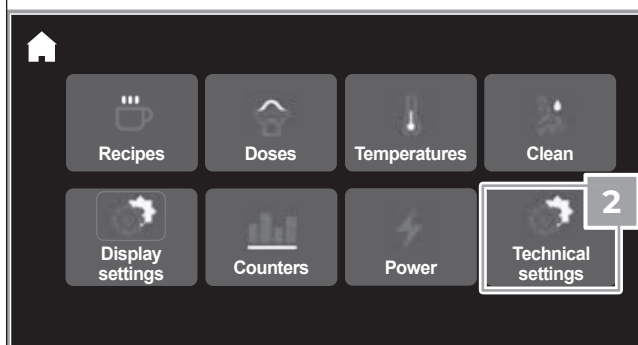 Recipes
Doses
Temperatures
Clean
2
Display
settings
Counters
Power
Technical
settings